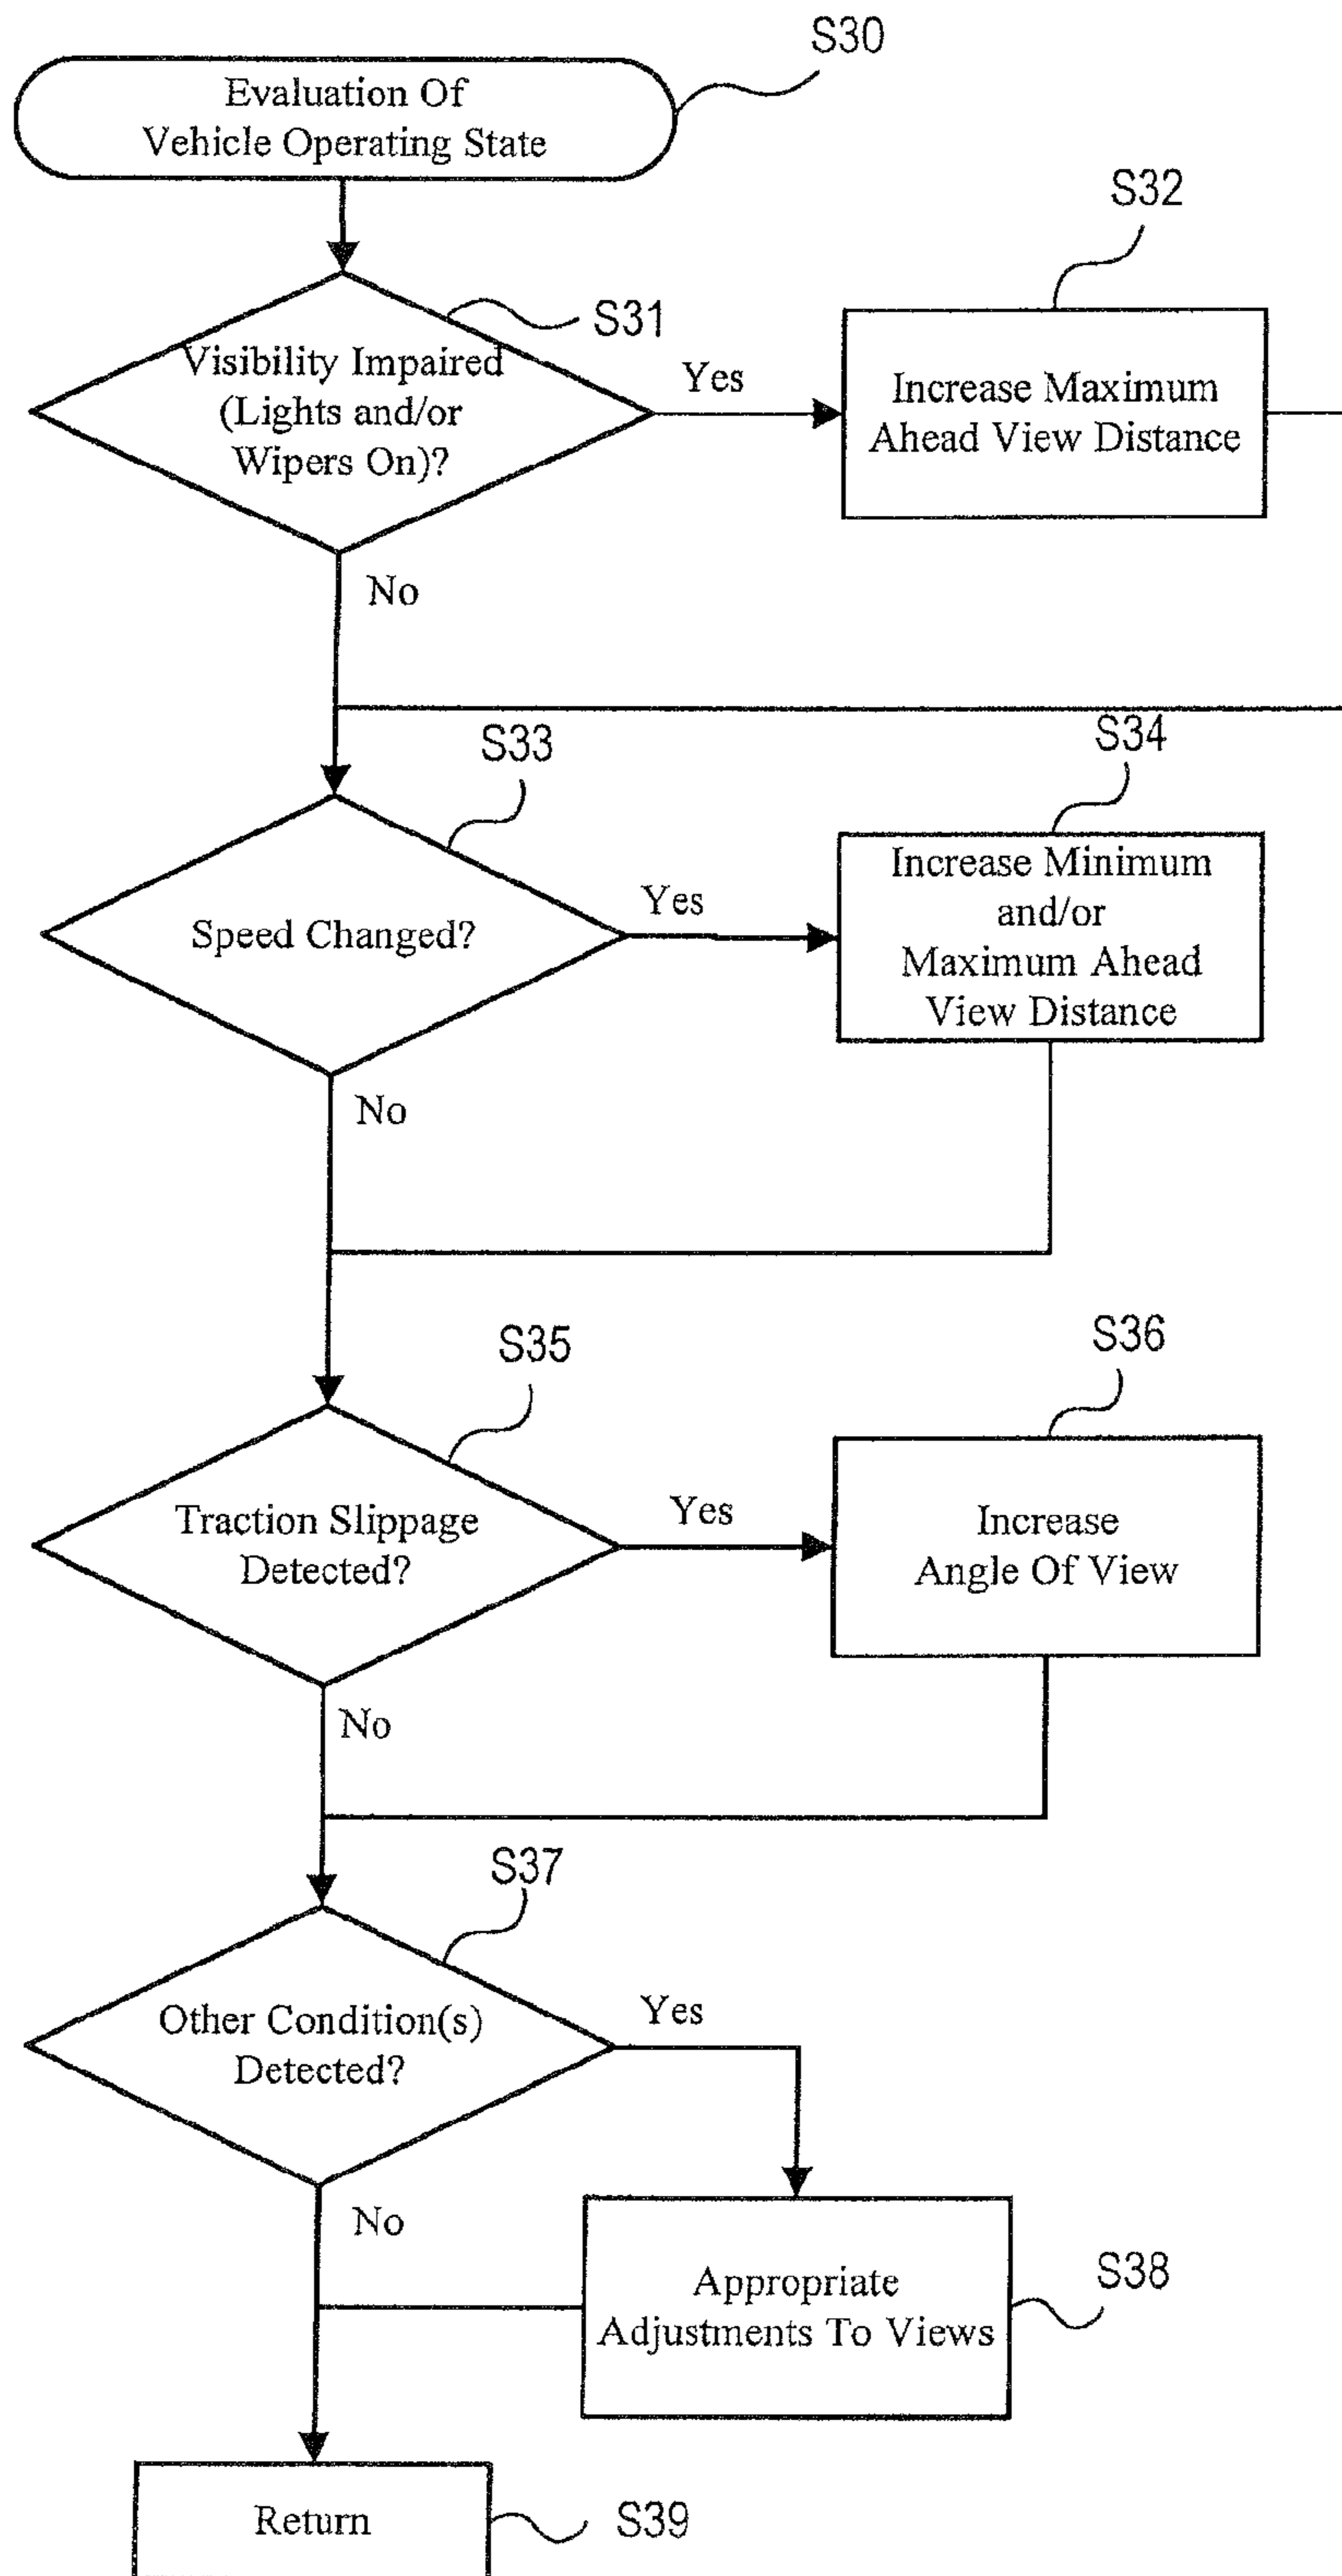 S30
Evaluation Of
Vehicle Operating State
S31
Visibility Impaired
(Lights and/or
Wipers On)?
Yes
S32
Increase Maximum
Ahead View Distance
No
S33
Speed Changed?
Yes
S34
Increase Minimum
and/or
Maximum Ahead
View Distance
No
S35
Traction Slippage
Detected?
Yes
S36
Increase
Angle Of View
No
S37
Other Condition(s)
Detected?
Yes
No
Appropriate
Adjustments To Views
S38
Return
S39